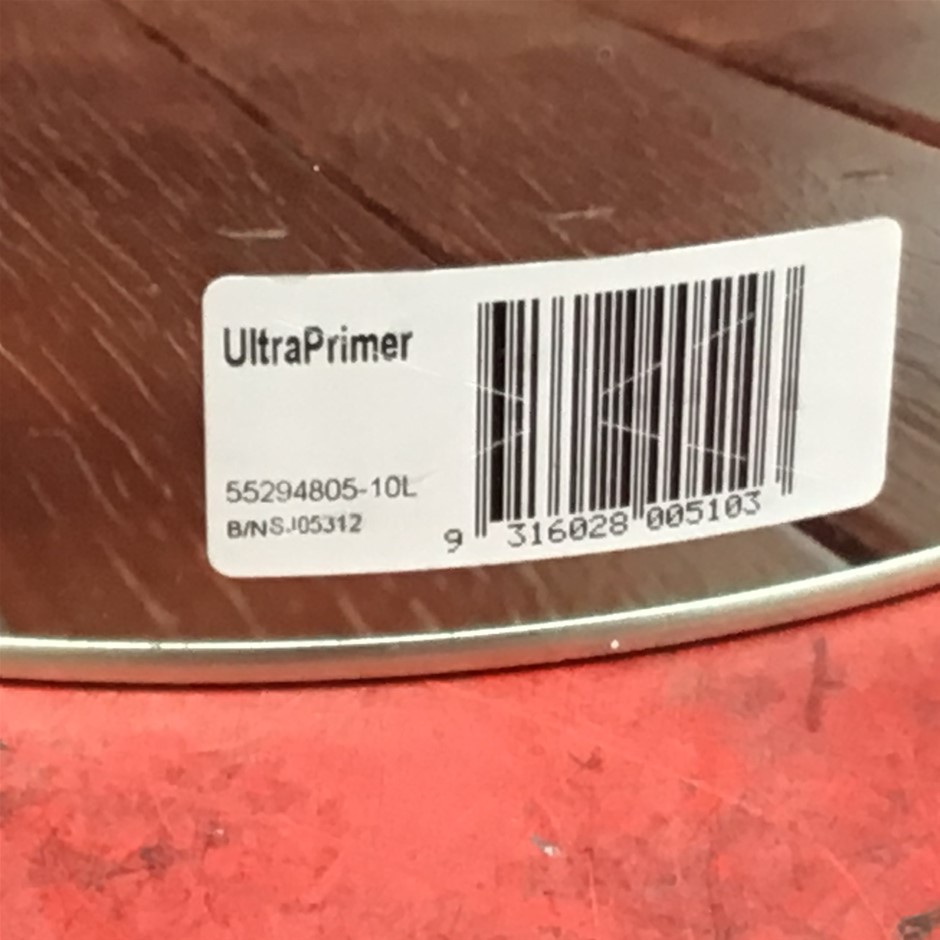 UltraPrimer
55294805-10L
B/NSJ05312
9 316028 005103